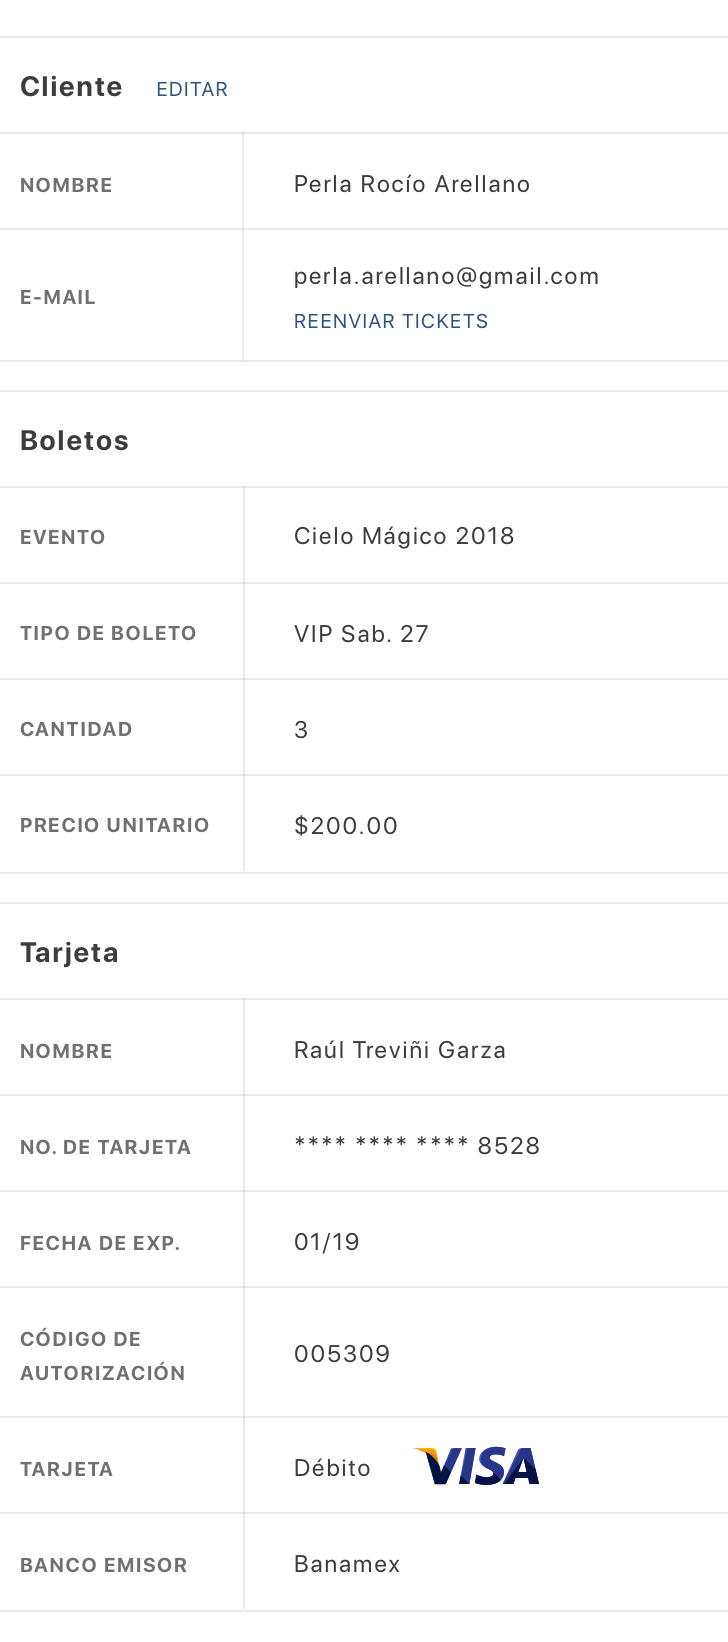 Cliente EDITAR
NOMBRE Perla Rocío Arellano
E-MAIL perla.arellano@gmail.com
REENVIAR TICKETS
Boletos
EVENTO Cielo Mágico 2018
TIPO DE BOLETO VIP Sab. 27
CANTIDAD 3
PRECIO UNITARIO $200.00
Tarjeta
NOMBRE Raúl Treviñi Garza
NO. DE TARJETA **** **** **** 8528
FECHA DE EXP. 01/19
CÓDIGO DE
AUTORIZACIÓN 005309
TARJETA Débito VISA
BANCO EMISOR Banamex